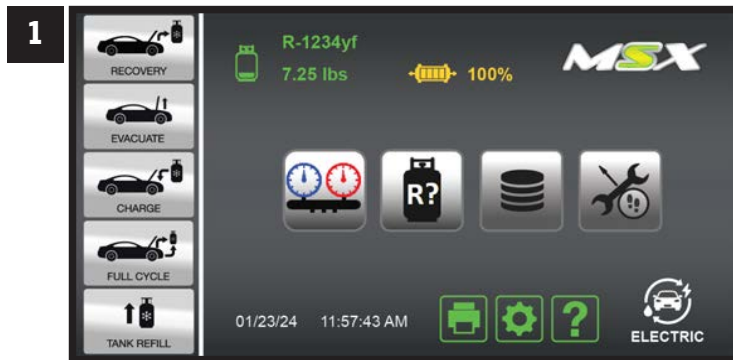 1
RECOVERY
EVACUATE
CHARGE
FULL CYCLE
TANK REFILL
R-1234yf
7.25 lbs
100%
MSX
R?
01/23/24 11:57:43 AM
?
ELECTRIC